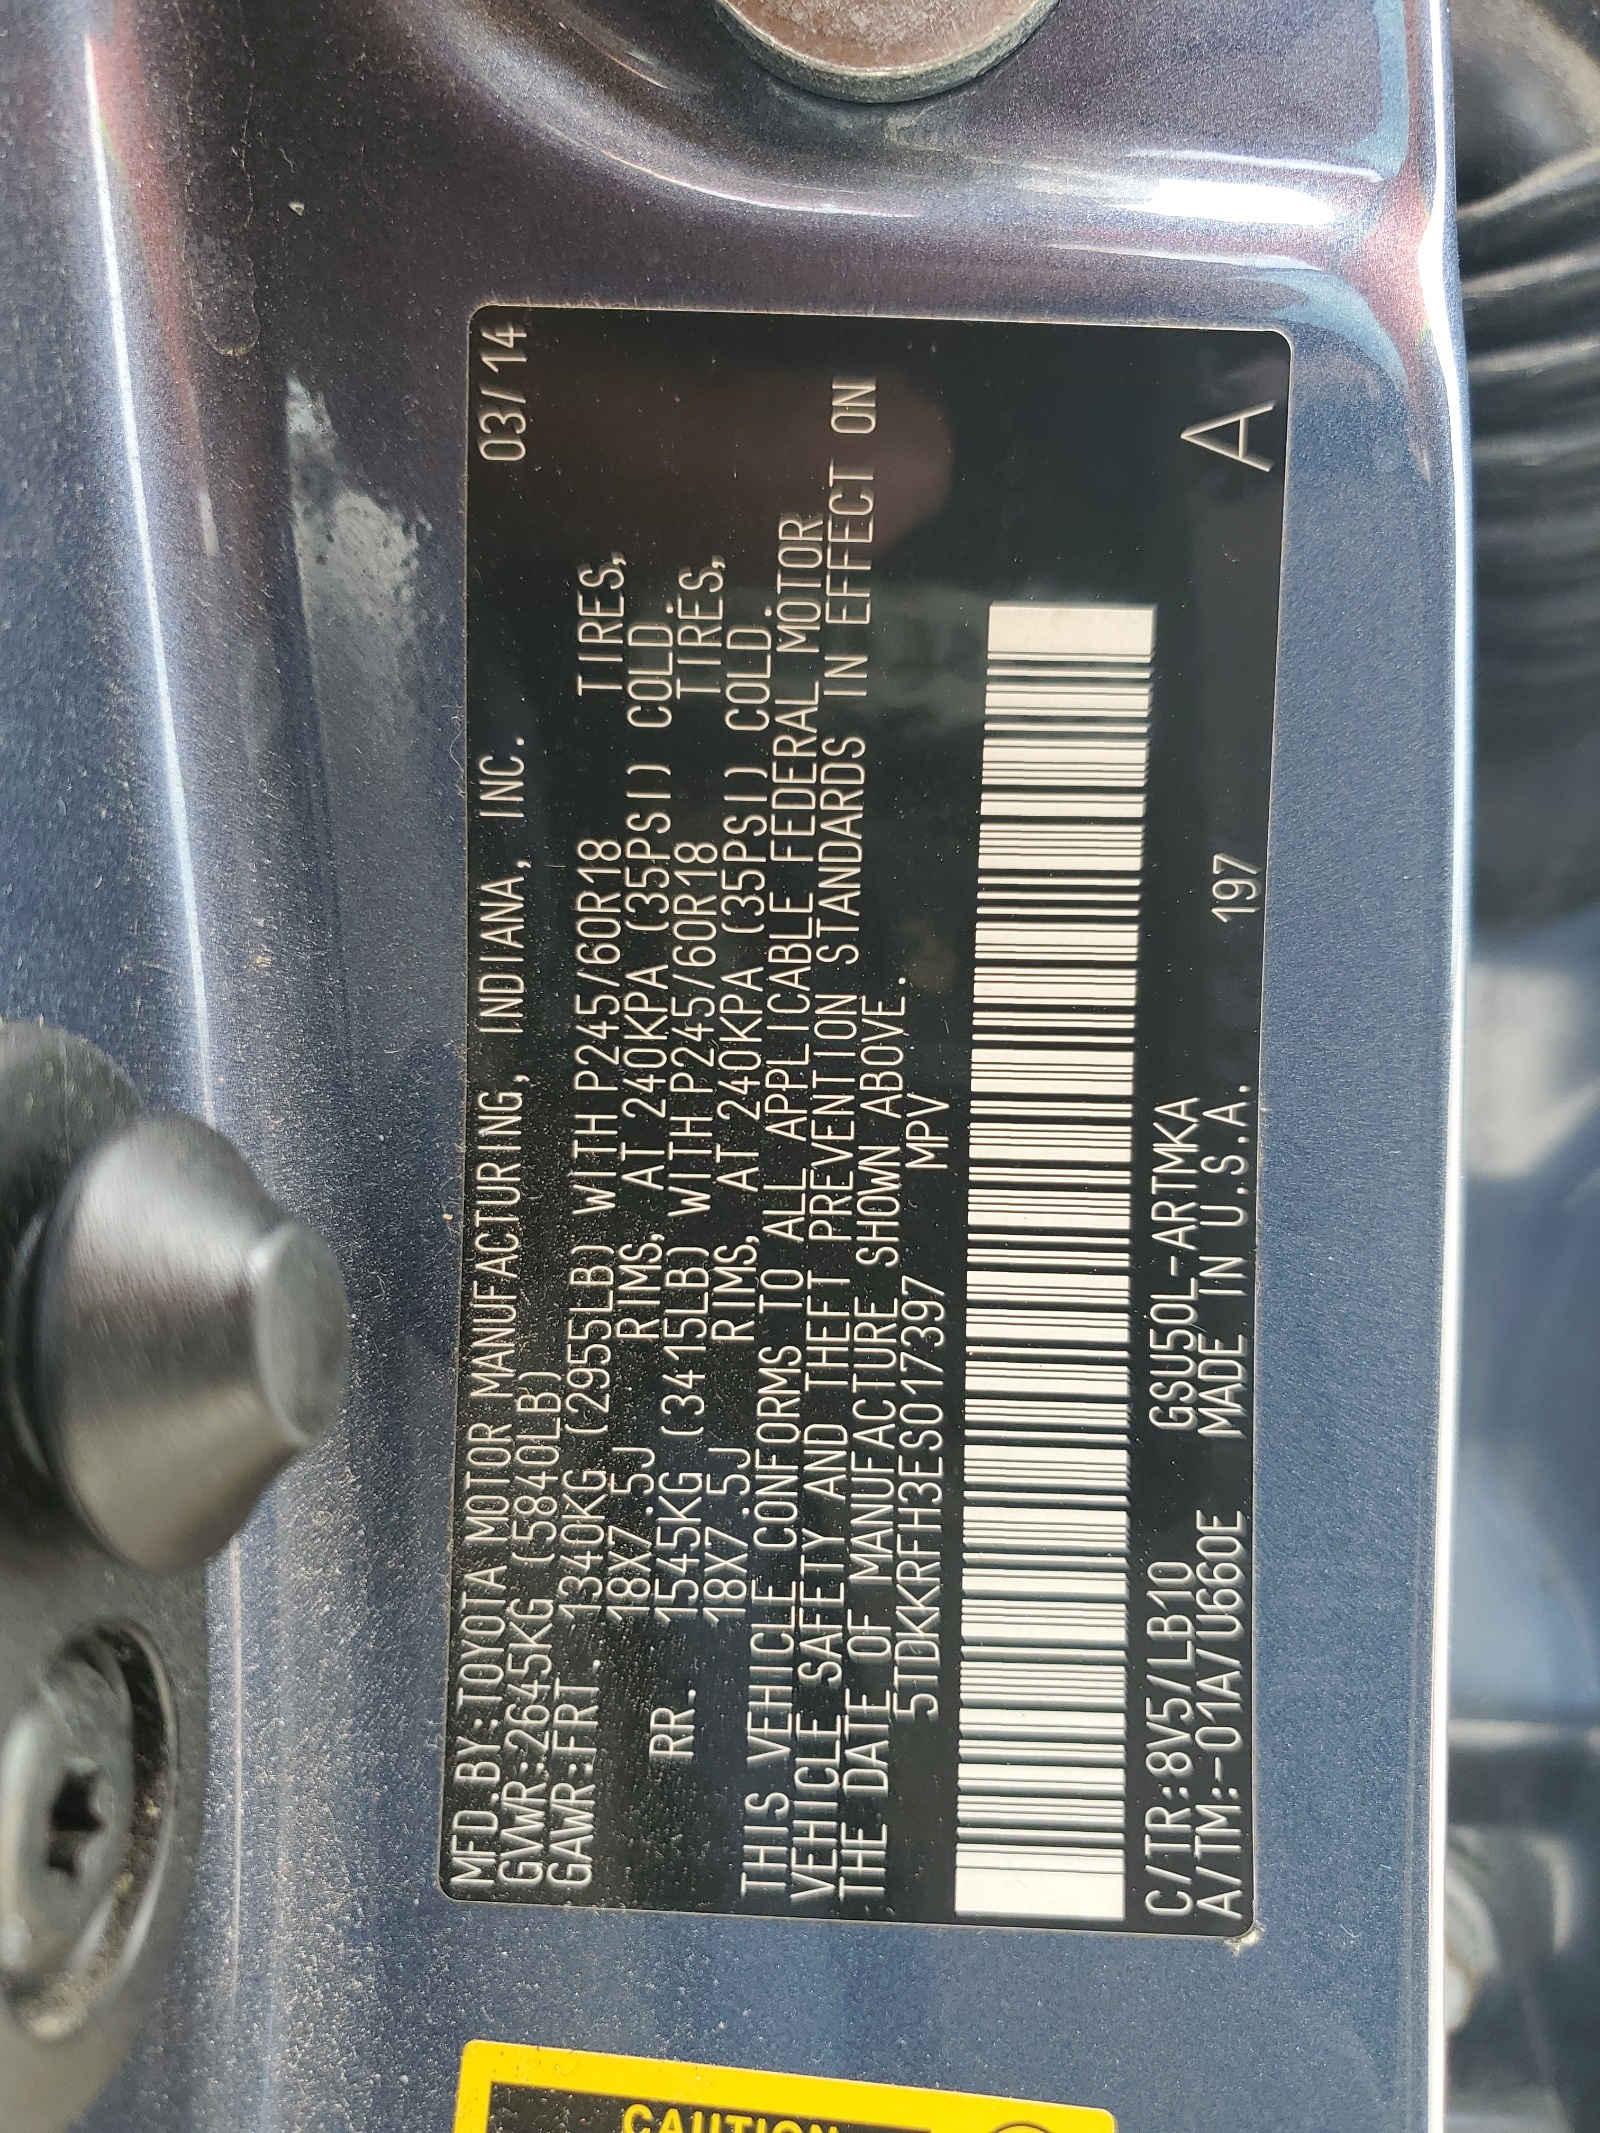 MFD.BY:TOYOTA MOTOR MANUFACTURING, INDIANA, INC. 03/14
GVWR:2645KG (5840LB)
GAWR:FRT. 1340KG (2955LB) WITH P245/60R18 TIRES,
18X7.5J RIMS, AT 240KPA (35PSI) COLD.
RR. 1545KG (3415LB) WITH P245/60R18 TIRES,
18X7.5J RIMS, AT 240KPA (35PSI) COLD.
THIS VEHICLE CONFORMS TO ALL APPLICABLE FEDERAL MOTOR
VEHICLE SAFETY AND THEFT PREVENTION STANDARDS IN EFFECT ON
THE DATE OF MANUFACTURE SHOWN ABOVE.
5TDKKRFH3ES017397 MPV
C/TR:8V5/LB10 GSU50L-ARTMKA
A/TM:-01A/U660E MADE IN U.S.A. 197 A
CAUTION